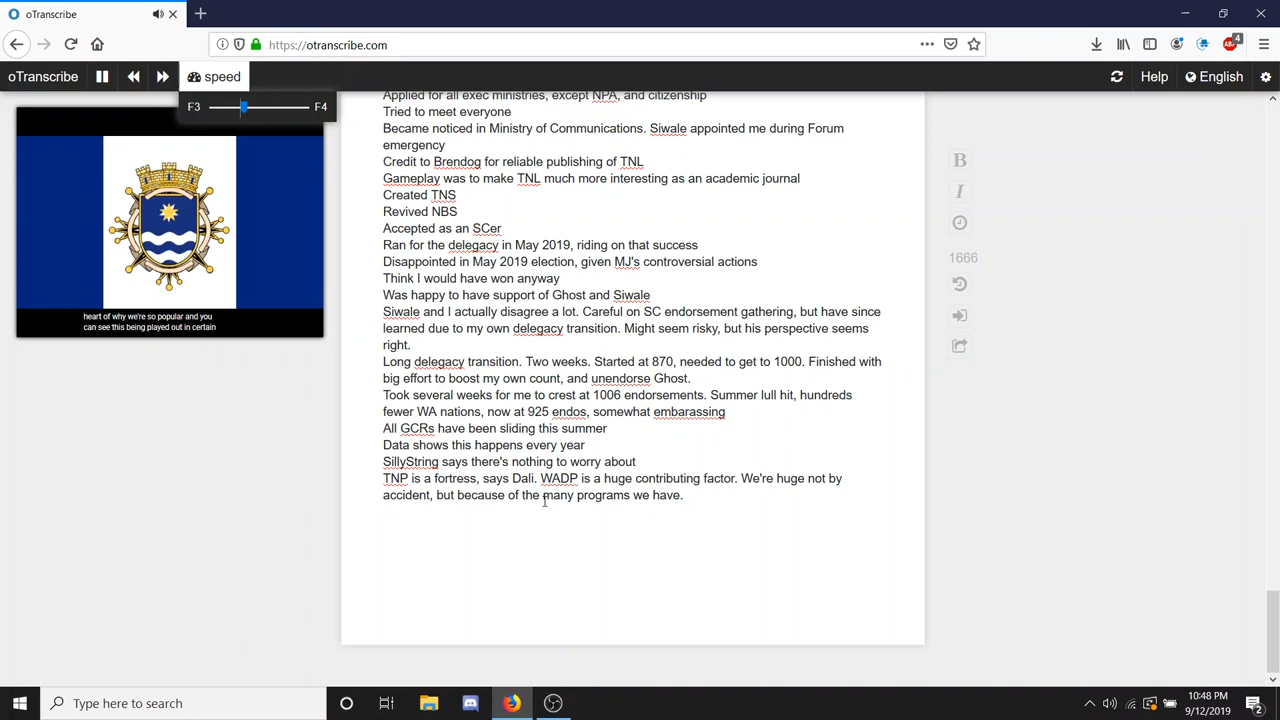 oTranscribe
https://otranscribe.com
4
oTranscribe
speed
Help
English
F3
F4
Applied for all exec ministries, except NPA, and citizenship
Tried to meet everyone
Became noticed in Ministry of Communications. Siwale appointed me during Forum
emergency
Credit to Brendog for reliable publishing of TNL
Gameplay was to make TNL much more interesting as an academic journal
Created TNS
Revived NBS
Accepted as an SCer
Ran for the delegacy in May 2019, riding on that success
Disappointed in May 2019 election, given MJ's controversial actions
Think I would have won anyway
Was happy to have support of Ghost and Siwale
Siwale and I actually disagree a lot. Careful on SC endorsement gathering, but have since
learned due to my own delegacy transition. Might seem risky, but his perspective seems
right.
Long delegacy transition. Two weeks. Started at 870, needed to get to 1000. Finished with
big effort to boost my own count, and unendorse Ghost.
Took several weeks for me to crest at 1006 endorsements. Summer lull hit, hundreds
fewer WA nations, now at 925 endos, somewhat embarassing
All GCRs have been sliding this summer
Data shows this happens every year
SillyString says there's nothing to worry about
TNP is a fortress, says Dali. WADP is a huge contributing factor. We're huge not by
accident, but because of the many programs we have.
heart of why we're so popular and you
can see this being played out in certain
B
I
1666
Type here to search
10:48 PM
9/12/2019
2